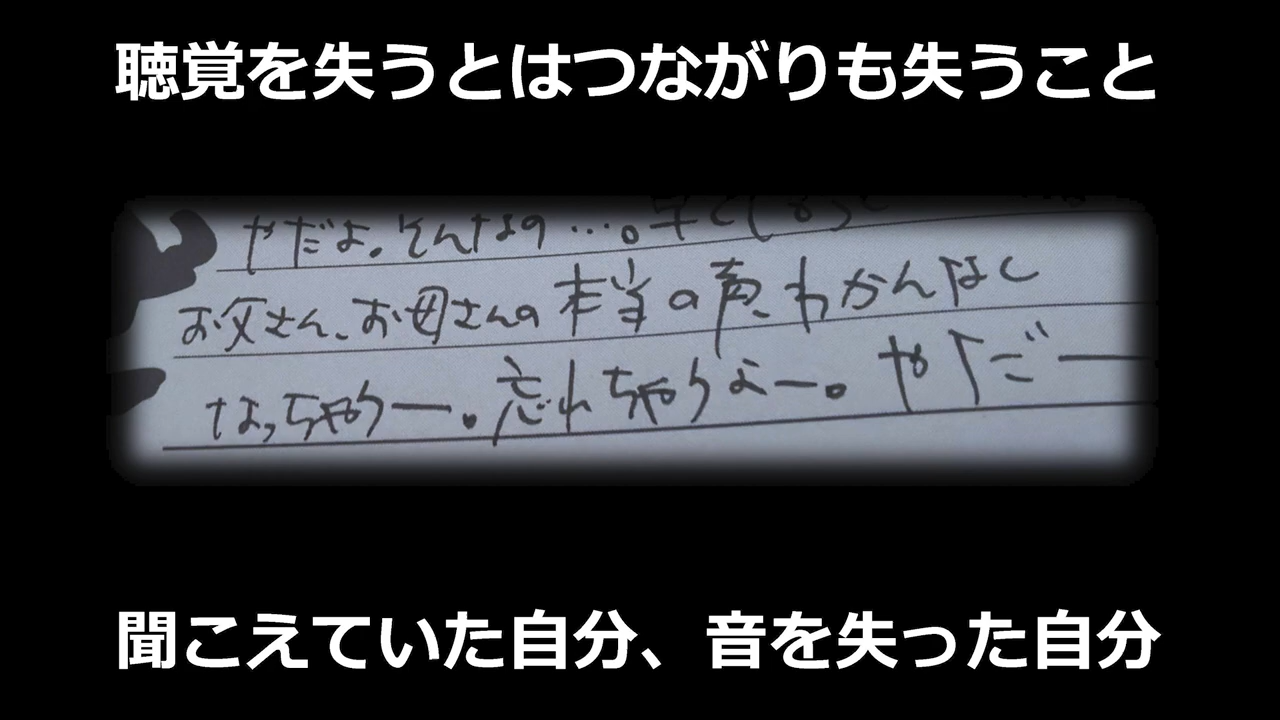 聴覚を失うとはつながりも失うこと
やだよ。そんなの…。早く
お父さん、お母さんの本当の声わかんなく
なっちゃうー。忘れちゃうよー。やだー
聞こえていた自分、音を失った自分